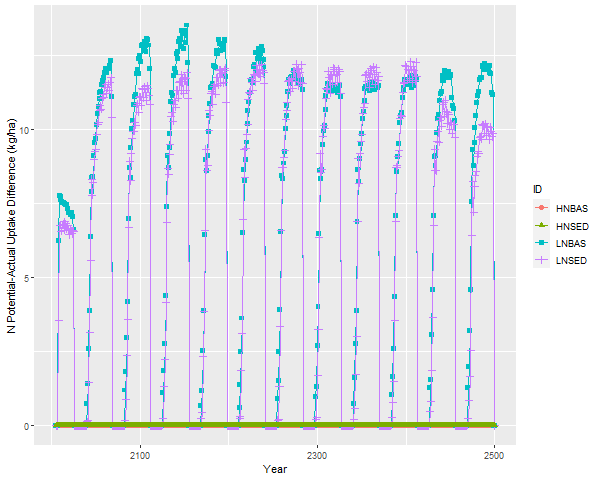 N Potential-Actual Uptake Difference (kg/ha)
10
5
0
2100
2300
2500
Year
ID
HNBAS
HNSED
LNBAS
LNSED